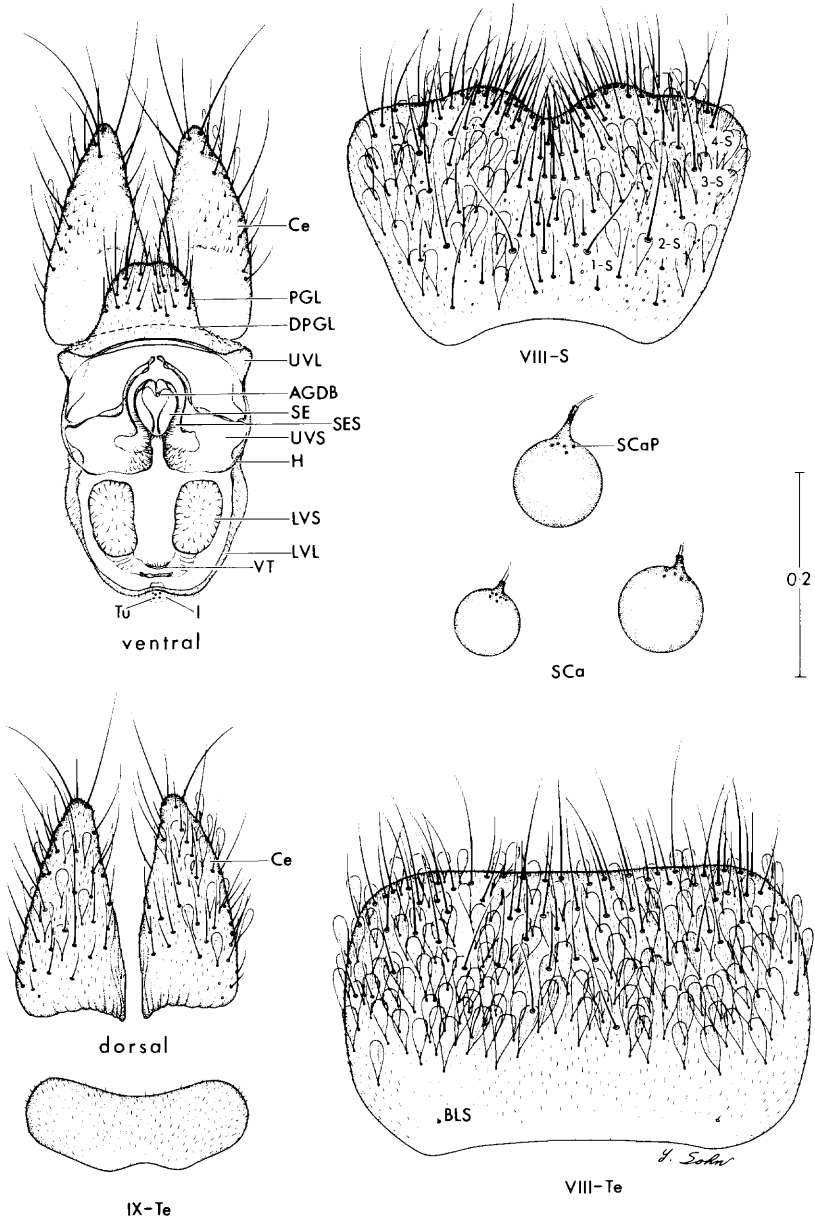 Ce
PGL
DPGL
UVL
AGDB
SE
SES
UVS
H
LVS
LVL
VT
Tu I
ventral
4-S
3-S
2-S
1-S
VIII-S
SCaP
0·2
SCa
Ce
dorsal
IX-Te
BLS
Y. Sohn
VIII-Te